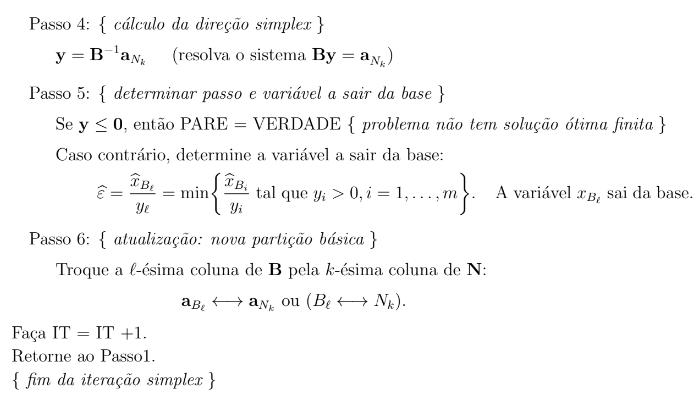 Passo 4: { cálculo da direção simplex }
y = B⁻¹a_{N_k} (resolva o sistema By = a_{N_k})
Passo 5: { determinar passo e variável a sair da base }
Se y ≤ 0, então PARE = VERDADE { problema não tem solução ótima finita }
Caso contrário, determine a variável a sair da base:
ε̂ = x̂_{B_ℓ}/y_ℓ = min{ x̂_{B_i}/y_i tal que y_i > 0, i = 1, . . . , m }. A variável x_{B_ℓ} sai da base.
Passo 6: { atualização: nova partição básica }
Troque a ℓ-ésima coluna de B pela k-ésima coluna de N:
a_{B_ℓ} ⟷ a_{N_k} ou (B_ℓ ⟷ N_k).
Faça IT = IT +1.
Retorne ao Passo1.
{ fim da iteração simplex }